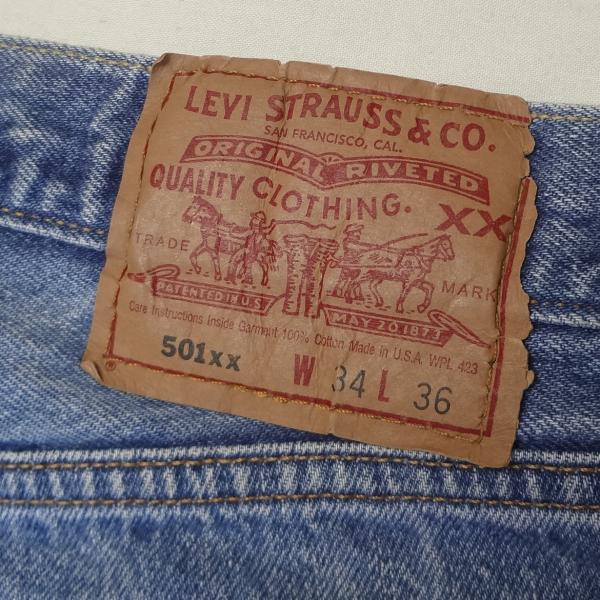 LEVI STRAUSS & CO.
SAN FRANCISCO, CAL.
ORIGINAL RIVETED
QUALITY CLOTHING.
XX
TRADE MARK
PATENTED IN U.S. MAY 20, 1873
Care Instructions Inside Garment 100% Cotton Made in U.S.A. WPL 423
501xx W 34 L 36
®